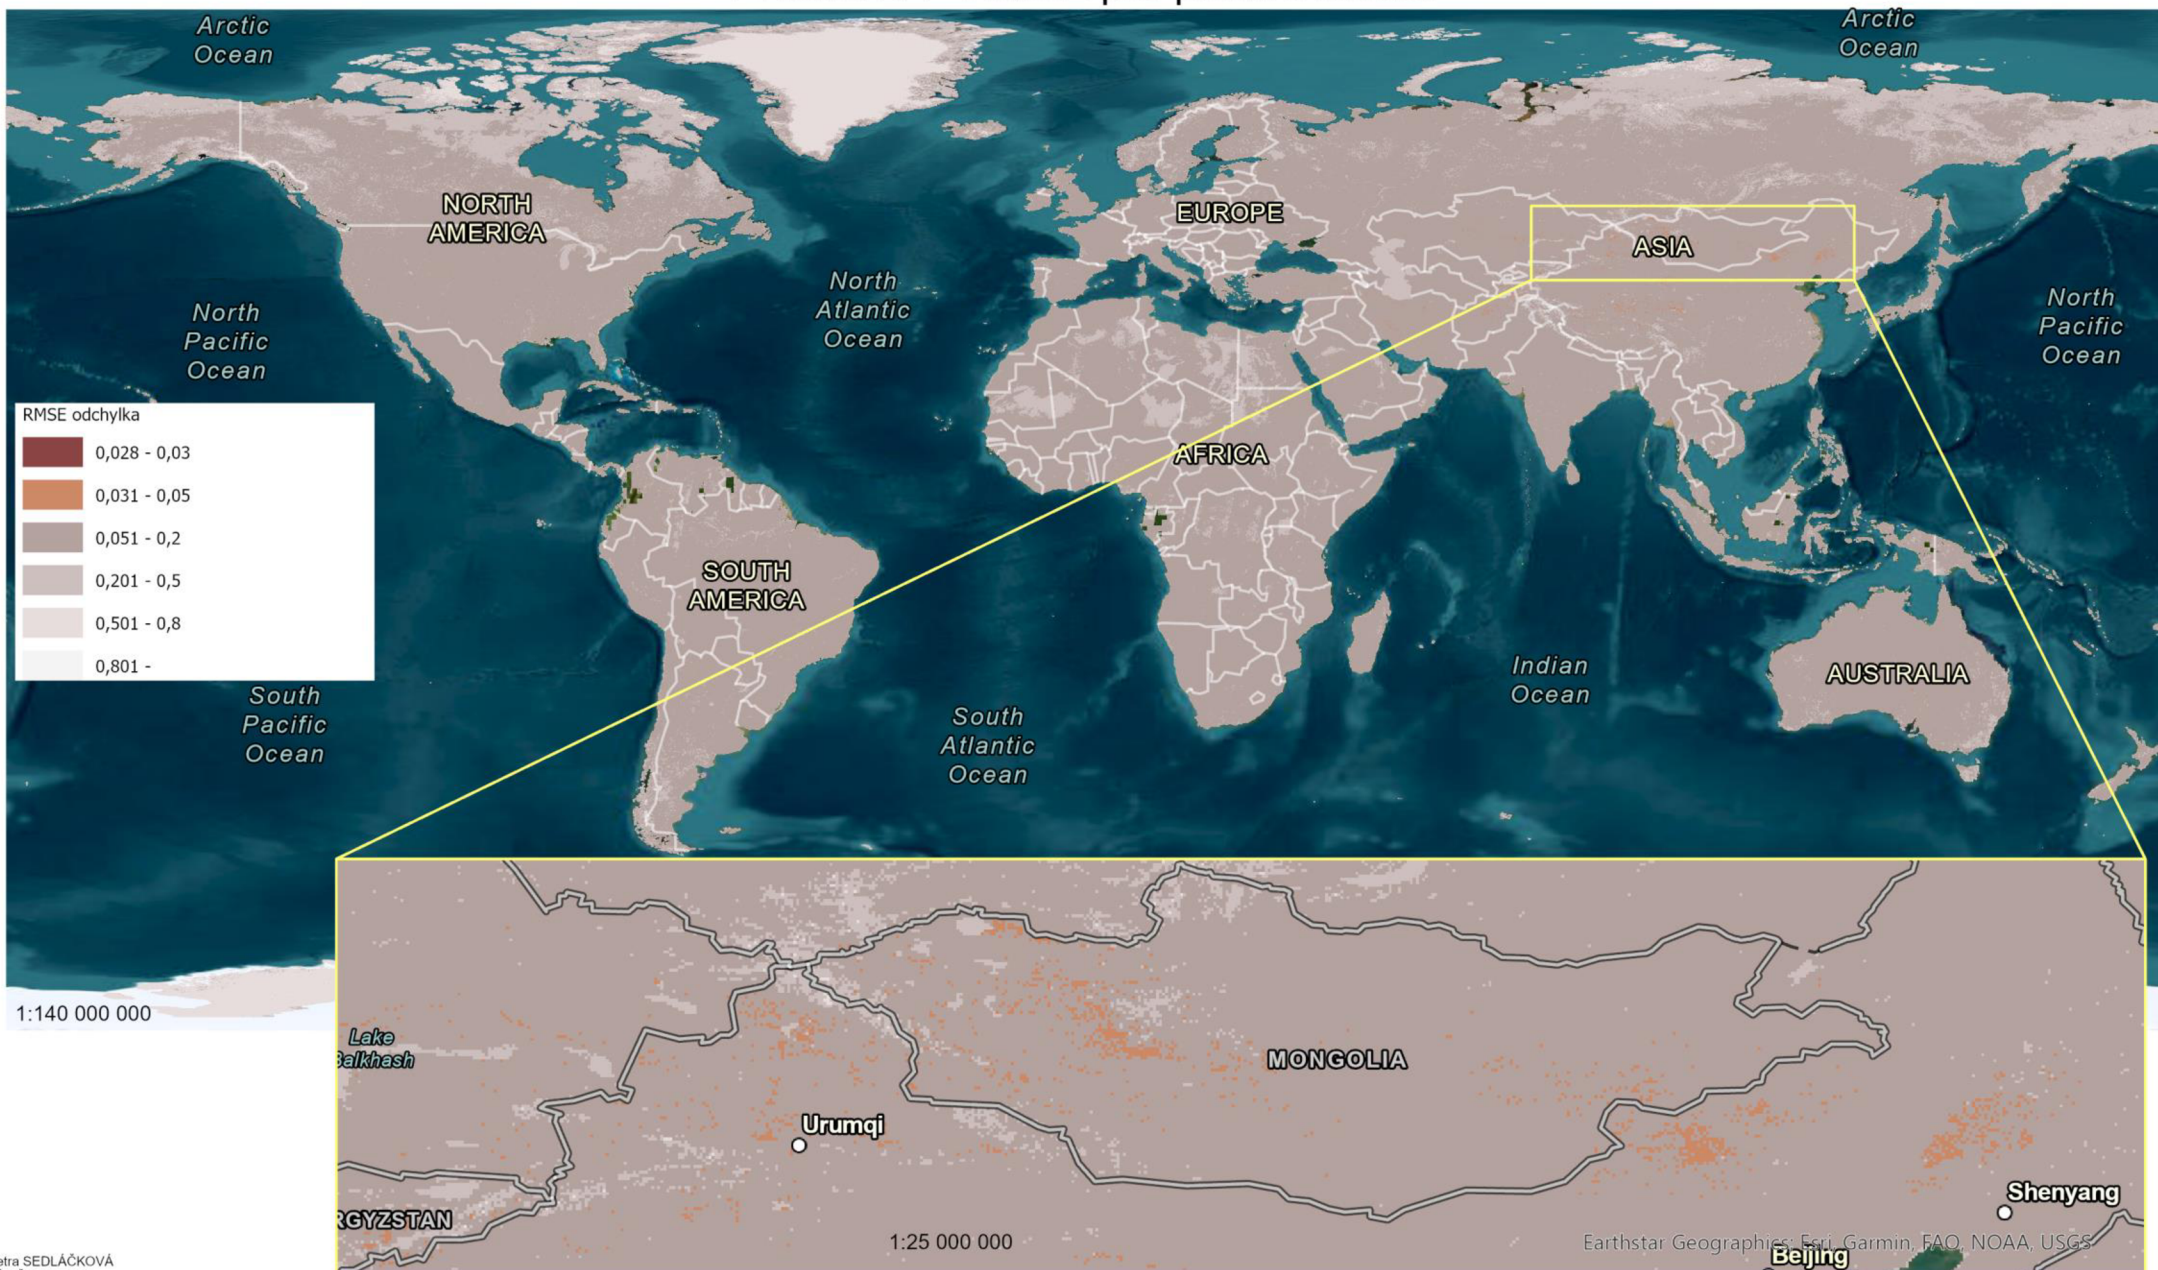 Arctic
Ocean
Arctic
Ocean
NORTH
AMERICA
EUROPE
ASIA
North
Pacific
Ocean
North
Atlantic
Ocean
North
Pacific
Ocean
RMSE odchylka
0,028 - 0,03
0,031 - 0,05
0,051 - 0,2
0,201 - 0,5
0,501 - 0,8
0,801 -
AFRICA
SOUTH
AMERICA
Indian
Ocean
AUSTRALIA
South
Pacific
Ocean
South
Atlantic
Ocean
1:140 000 000
Lake
Balkhash
MONGOLIA
Urumqi
Shenyang
RGYZSTAN
1:25 000 000
Earthstar Geographics; Esri, Garmin, FAO, NOAA, USGS
Beijing
etra SEDLÁČKOVÁ